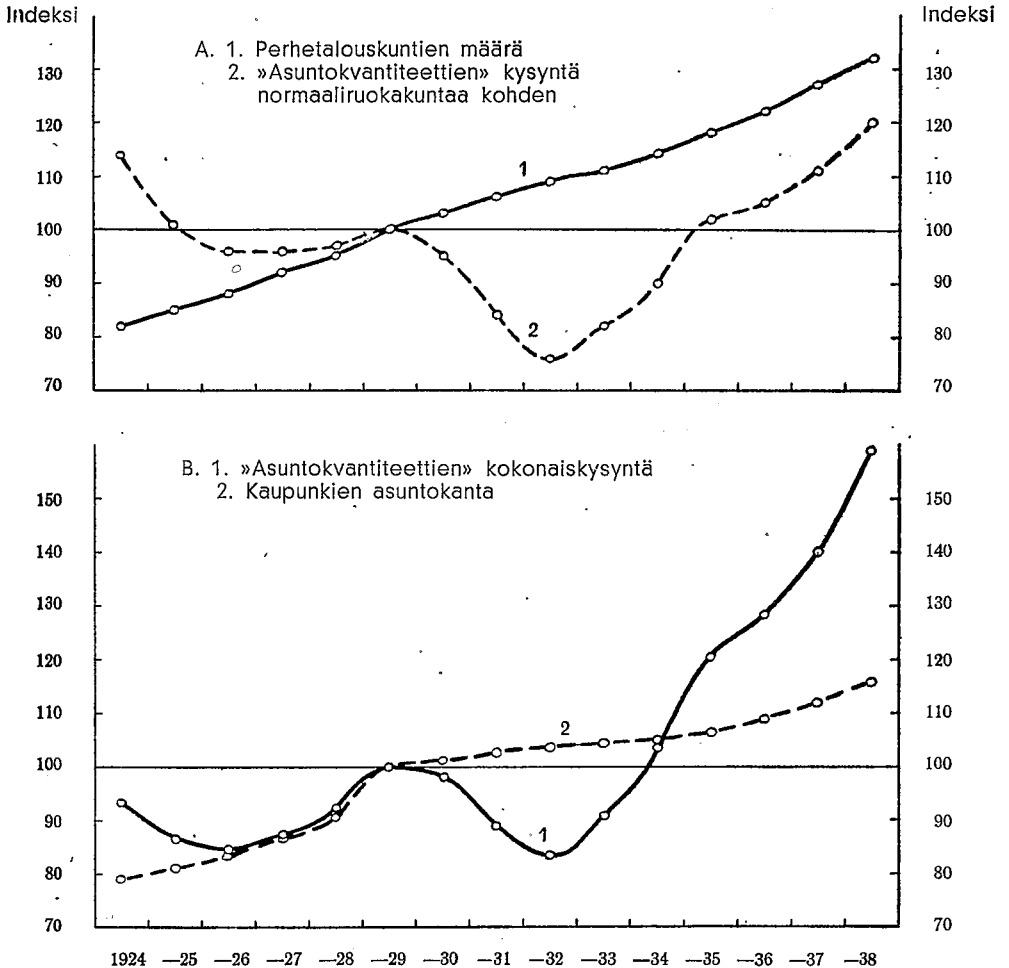 Indeksi Indeksi
A. 1. Perhetalouskuntien määrä
2. »Asuntokvantiteettien» kysyntä
normaaliruokakuntaa kohden
130 130
120 120
110 110
100 100
90 90
80 80
70 70
1
2
B. 1. »Asuntokvantiteettien» kokonaiskysyntä
2. Kaupunkien asuntokanta
150 150
140 140
130 130
120 120
110 110
100 100
90 90
80 80
70 70
2
1
1924 —25 —26 —27 —28 —29 —30 —31 —32 —33 —34 —35 —36 —37 —38